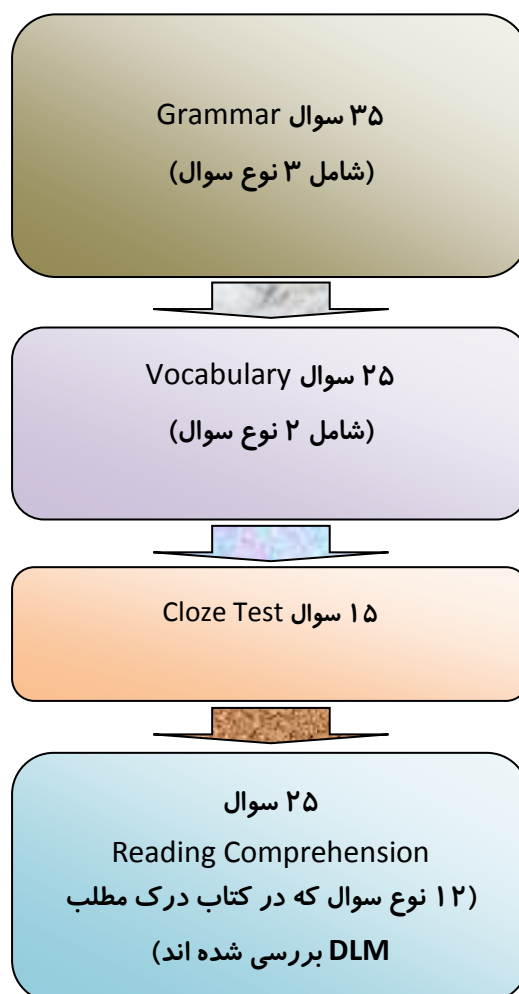 ۳۵ سوال Grammar
(شامل ۳ نوع سوال)
۲۵ سوال Vocabulary
(شامل ۲ نوع سوال)
۱۵ سوال Cloze Test
۲۵ سوال
Reading Comprehension
(۱۲ نوع سوال که در کتاب درک مطلب
DLM بررسی شده اند)